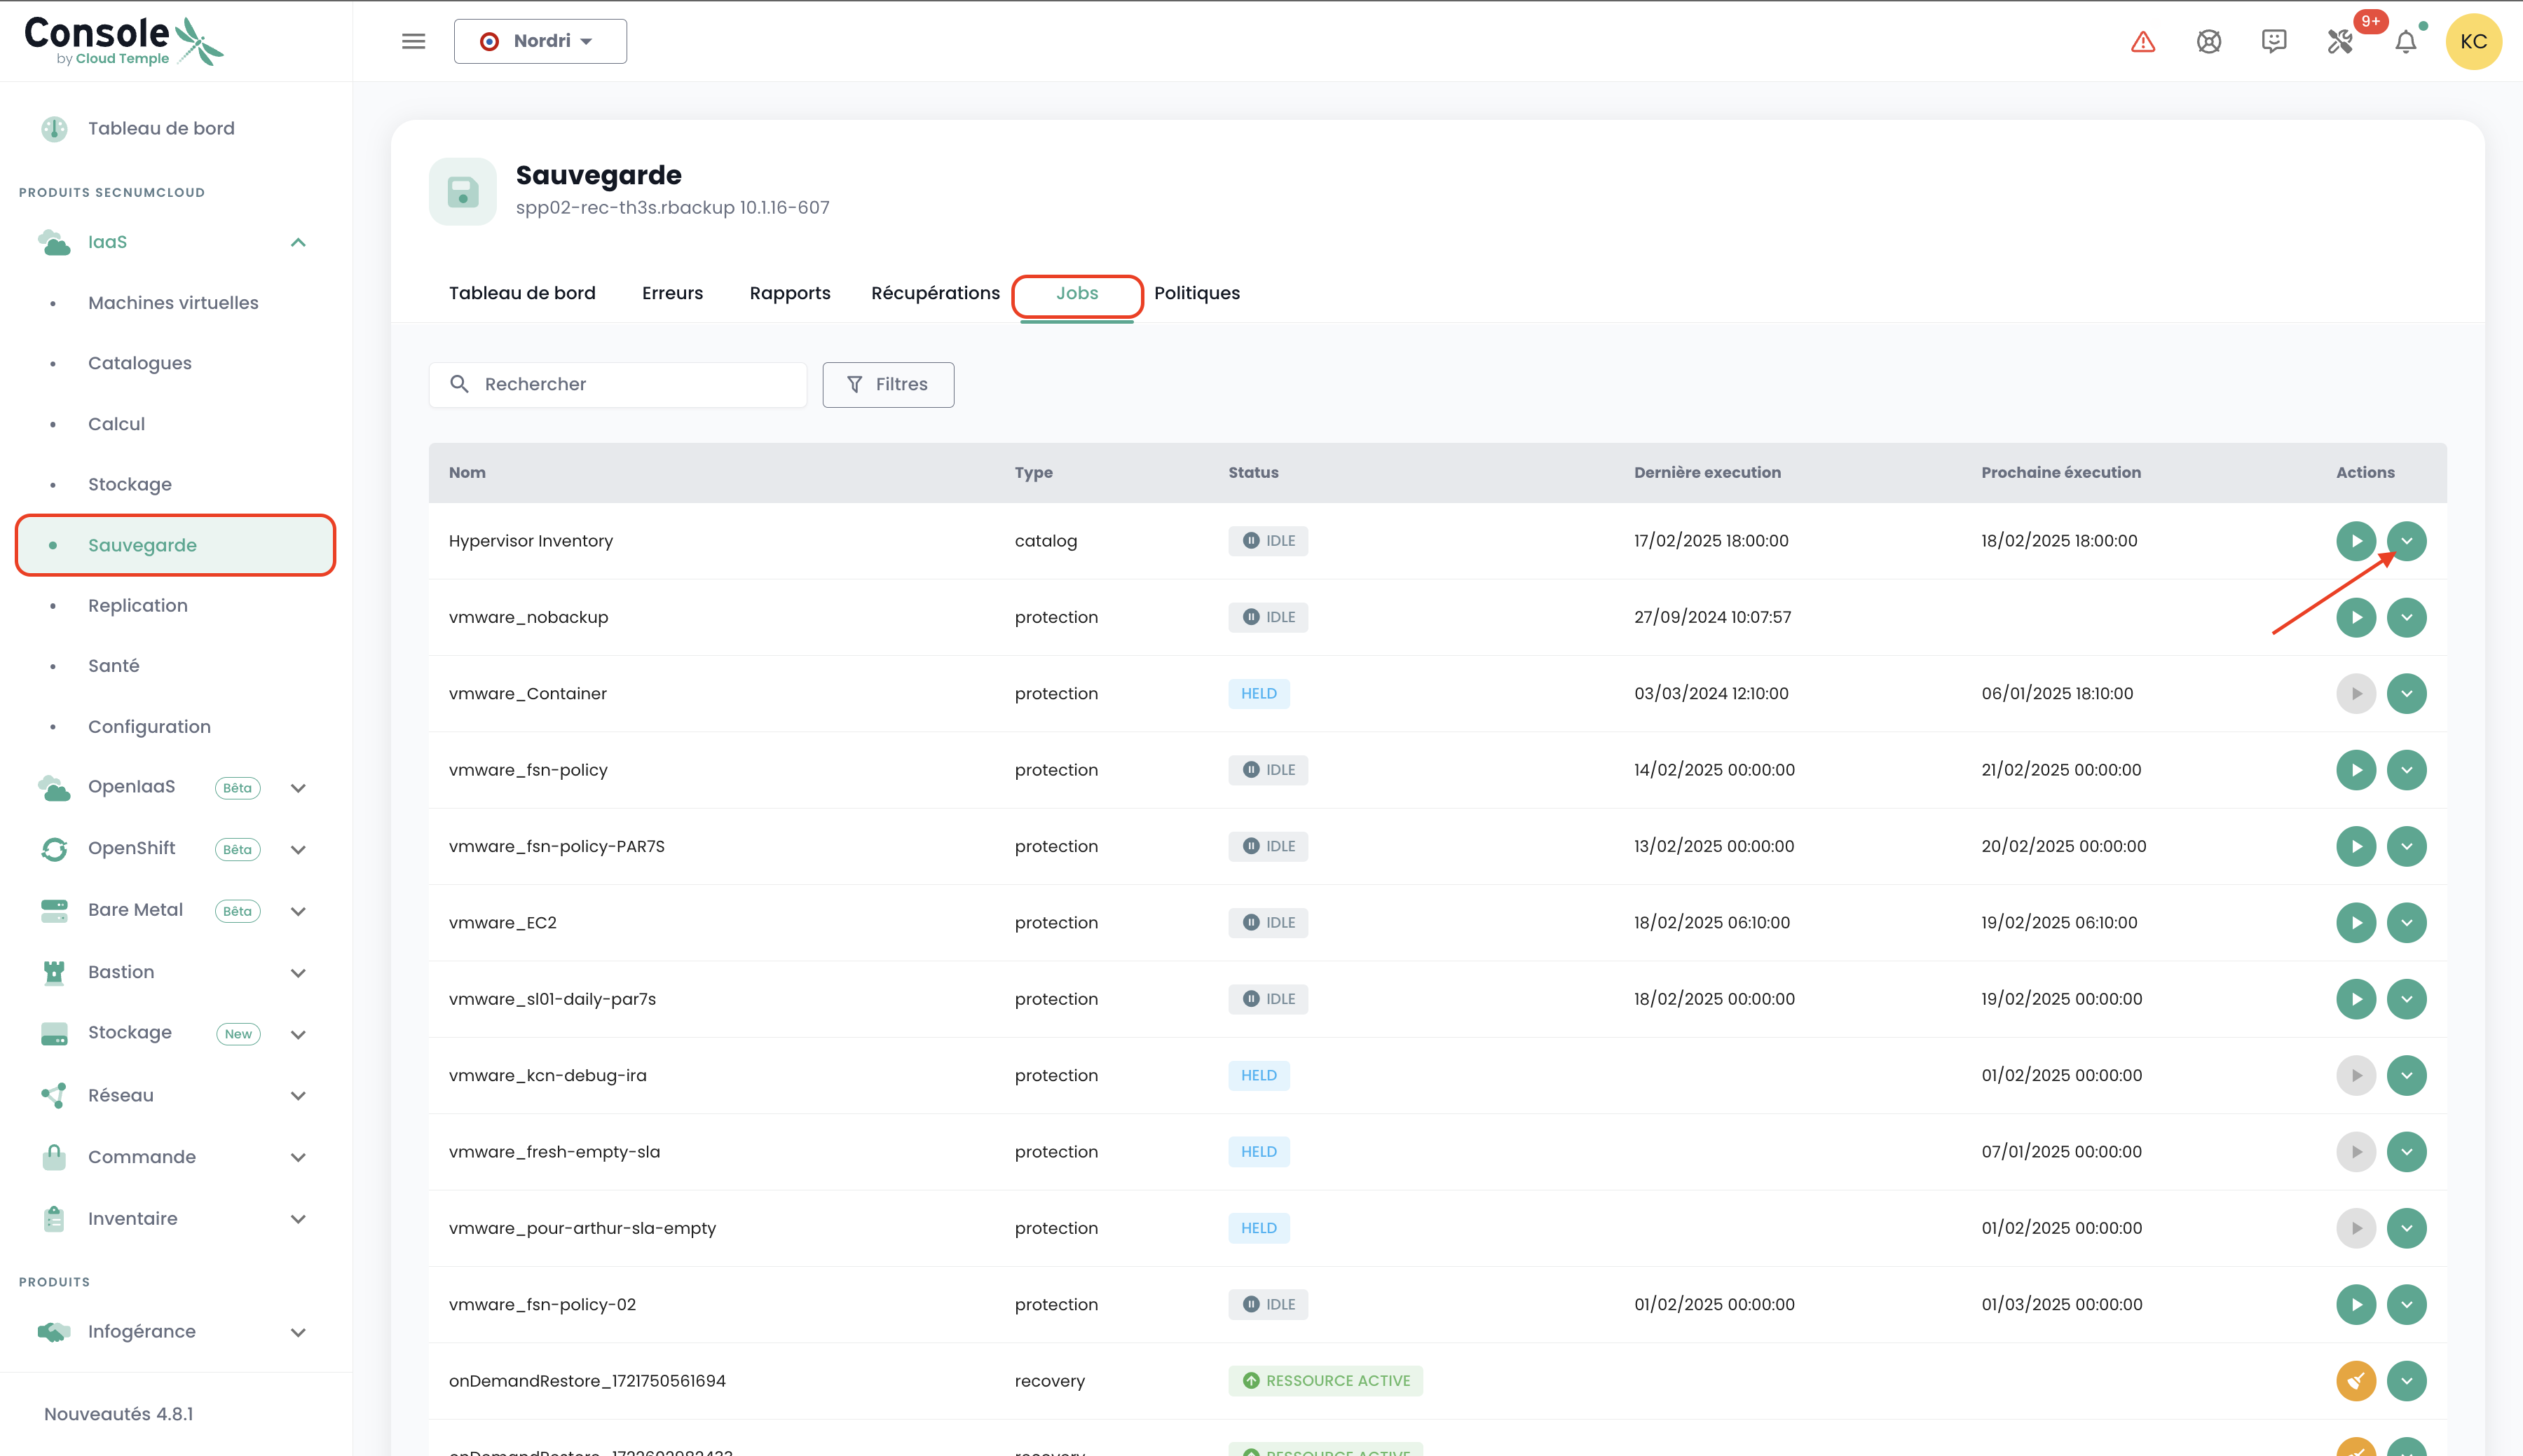 Console
by Cloud Temple
Nordri
9+
KC
Tableau de bord
PRODUITS SECNUMCLOUD
IaaS
Machines virtuelles
Catalogues
Calcul
Stockage
Sauvegarde
Replication
Santé
Configuration
OpenIaaS Bêta
OpenShift Bêta
Bare Metal Bêta
Bastion
Stockage New
Réseau
Commande
Inventaire
PRODUITS
Infogérance
Nouveautés 4.8.1
Sauvegarde
spp02-rec-th3s.rbackup 10.1.16-607
Tableau de bord Erreurs Rapports Récupérations Jobs Politiques
Rechercher Filtres
Nom Type Status Dernière execution Prochaine éxecution Actions
Hypervisor Inventory catalog IDLE 17/02/2025 18:00:00 18/02/2025 18:00:00
vmware_nobackup protection IDLE 27/09/2024 10:07:57
vmware_Container protection HELD 03/03/2024 12:10:00 06/01/2025 18:10:00
vmware_fsn-policy protection IDLE 14/02/2025 00:00:00 21/02/2025 00:00:00
vmware_fsn-policy-PAR7S protection IDLE 13/02/2025 00:00:00 20/02/2025 00:00:00
vmware_EC2 protection IDLE 18/02/2025 06:10:00 19/02/2025 06:10:00
vmware_sl01-daily-par7s protection IDLE 18/02/2025 00:00:00 19/02/2025 00:00:00
vmware_kcn-debug-ira protection HELD 01/02/2025 00:00:00
vmware_fresh-empty-sla protection HELD 07/01/2025 00:00:00
vmware_pour-arthur-sla-empty protection HELD 01/02/2025 00:00:00
vmware_fsn-policy-02 protection IDLE 01/02/2025 00:00:00 01/03/2025 00:00:00
onDemandRestore_1721750561694 recovery RESSOURCE ACTIVE
recovery RESSOURCE ACTIVE